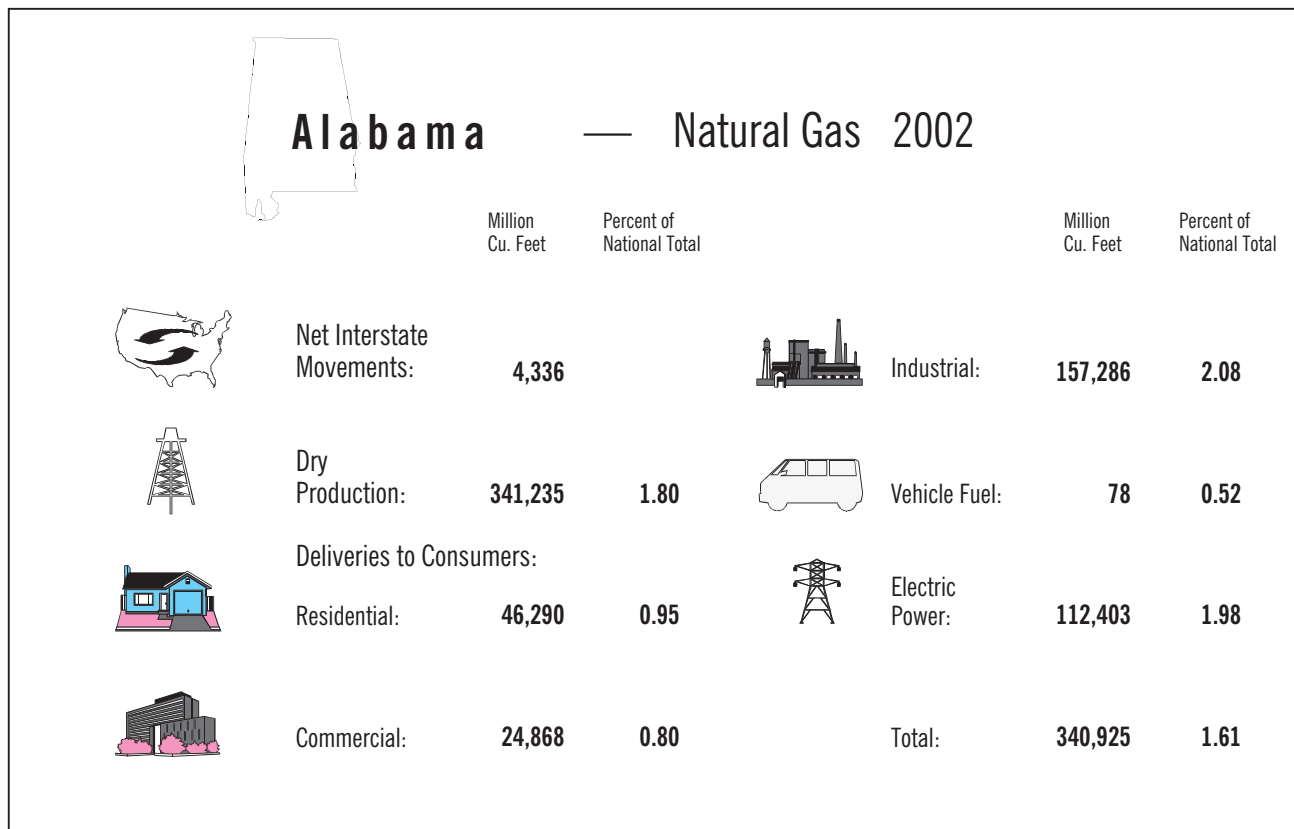 Alabama — Natural Gas 2002
Million
Cu. Feet
Percent of
National Total
Net Interstate
Movements: 4,336
Dry
Production: 341,235 1.80
Deliveries to Consumers:
Residential: 46,290 0.95
Commercial: 24,868 0.80
Million
Cu. Feet
Percent of
National Total
Industrial: 157,286 2.08
Vehicle Fuel: 78 0.52
Electric
Power: 112,403 1.98
Total: 340,925 1.61